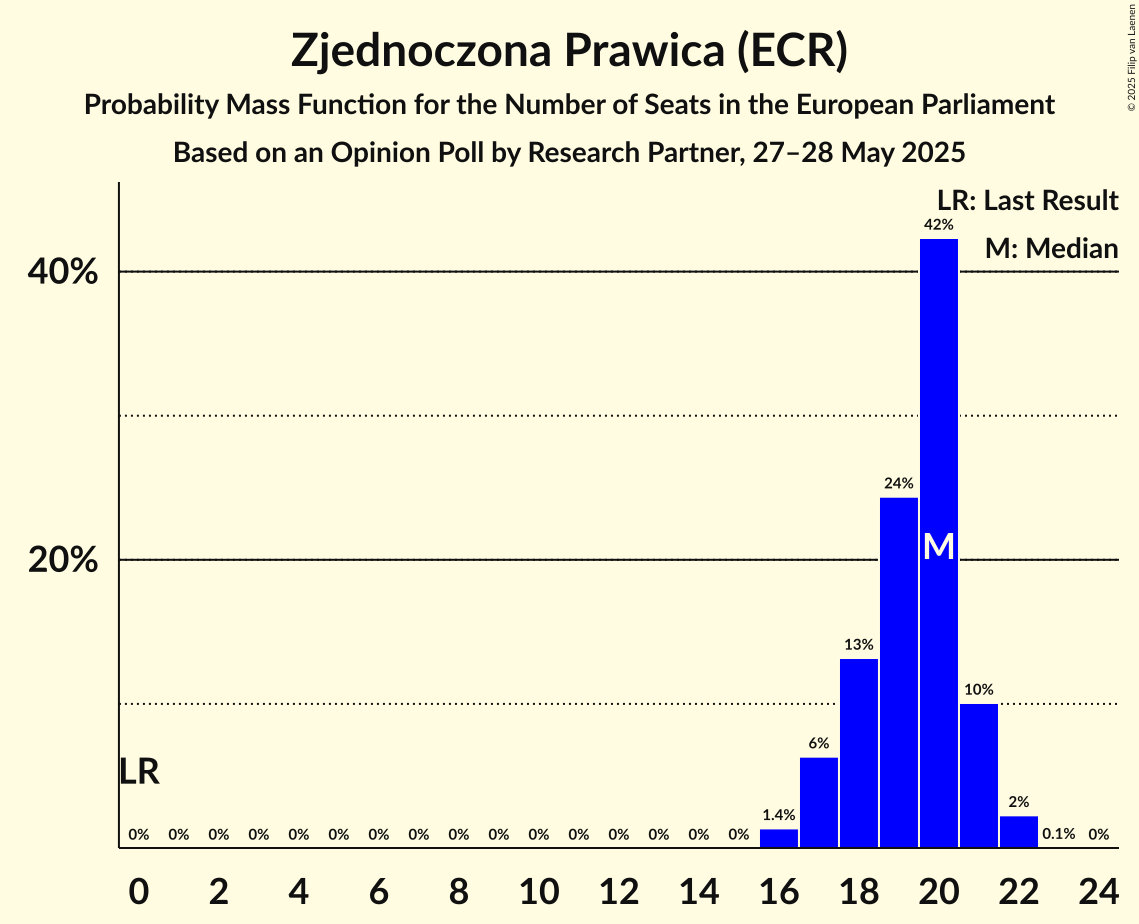 Zjednoczona Prawica (ECR)
Probability Mass Function for the Number of Seats in the European Parliament
Based on an Opinion Poll by Research Partner, 27–28 May 2025
© 2025 Filip van Laenen
LR: Last Result
M: Median
42%
40%
24%
20%
M
13%
10%
6%
LR
1.4%
2%
0% 0% 0% 0% 0% 0% 0% 0% 0% 0% 0% 0% 0% 0% 0% 0% 0.1% 0%
0 2 4 6 8 10 12 14 16 18 20 22 24